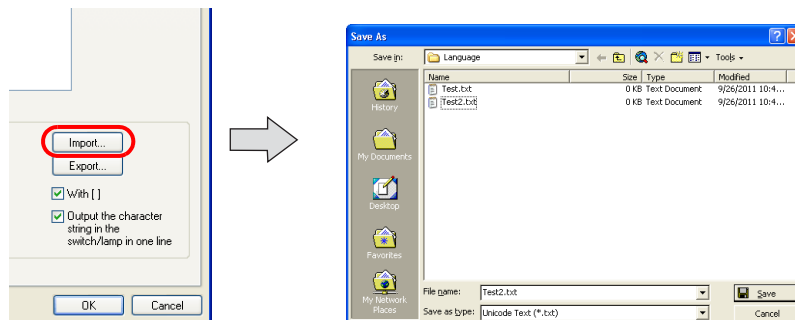 Import...
Export...
With [ ]
Output the character
string in the
switch/lamp in one line
OK
Cancel
Save As
Save in:
Language
Tools
Name
Size
Type
Modified
Test.txt
0 KB
Text Document
9/26/2011 10:4...
Test2.txt
0 KB
Text Document
9/26/2011 10:4...
History
My Documents
Desktop
Favorites
My Network
Places
File name:
Test2.txt
Save
Save as type:
Unicode Text (*.txt)
Cancel